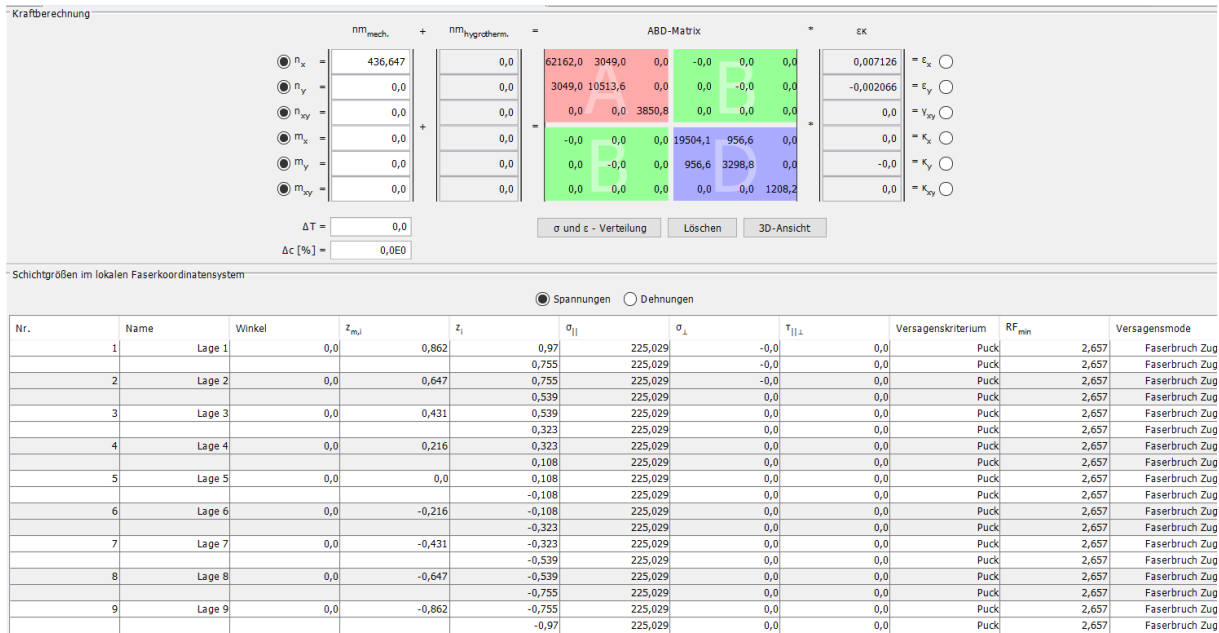 Kraftberechnung
nm mech. + nm hygrotherm. = ABD-Matrix * εκ
n x = 436,647 0,0 62162,0 3049,0 0,0 -0,0 0,0 0,0 0,007126 = ε x
n y = 0,0 0,0 3049,0 10513,6 0,0 0,0 -0,0 0,0 -0,002066 = ε y
n xy = 0,0 0,0 0,0 0,0 3850,8 0,0 0,0 0,0 0,0 = γ xy
A B
+ = *
m x = 0,0 0,0 -0,0 0,0 0,0 19504,1 956,6 0,0 0,0 = κ x
m y = 0,0 0,0 0,0 -0,0 0,0 956,6 3298,8 0,0 -0,0 = κ y
m xy = 0,0 0,0 0,0 0,0 0,0 0,0 0,0 1208,2 0,0 = κ xy
B D
ΔT = 0,0 σ und ε - Verteilung Löschen 3D-Ansicht
Δc [%] = 0,0E0
Schichtgrößen im lokalen Faserkoordinatensystem
Spannungen Dehnungen
Nr. Name Winkel z m,i z i σ || σ ⊥ τ ||⊥ Versagenskriterium RF min Versagensmode
1 Lage 1 0,0 0,862 0,97 225,029 -0,0 0,0 Puck 2,657 Faserbruch Zug
0,755 225,029 -0,0 0,0 Puck 2,657 Faserbruch Zug
2 Lage 2 0,0 0,647 0,755 225,029 -0,0 0,0 Puck 2,657 Faserbruch Zug
0,539 225,029 0,0 0,0 Puck 2,657 Faserbruch Zug
3 Lage 3 0,0 0,431 0,539 225,029 0,0 0,0 Puck 2,657 Faserbruch Zug
0,323 225,029 0,0 0,0 Puck 2,657 Faserbruch Zug
4 Lage 4 0,0 0,216 0,323 225,029 0,0 0,0 Puck 2,657 Faserbruch Zug
0,108 225,029 0,0 0,0 Puck 2,657 Faserbruch Zug
5 Lage 5 0,0 0,0 0,108 225,029 0,0 0,0 Puck 2,657 Faserbruch Zug
-0,108 225,029 0,0 0,0 Puck 2,657 Faserbruch Zug
6 Lage 6 0,0 -0,216 -0,108 225,029 0,0 0,0 Puck 2,657 Faserbruch Zug
-0,323 225,029 0,0 0,0 Puck 2,657 Faserbruch Zug
7 Lage 7 0,0 -0,431 -0,323 225,029 0,0 0,0 Puck 2,657 Faserbruch Zug
-0,539 225,029 0,0 0,0 Puck 2,657 Faserbruch Zug
8 Lage 8 0,0 -0,647 -0,539 225,029 0,0 0,0 Puck 2,657 Faserbruch Zug
-0,755 225,029 0,0 0,0 Puck 2,657 Faserbruch Zug
9 Lage 9 0,0 -0,862 -0,755 225,029 0,0 0,0 Puck 2,657 Faserbruch Zug
-0,97 225,029 0,0 0,0 Puck 2,657 Faserbruch Zug